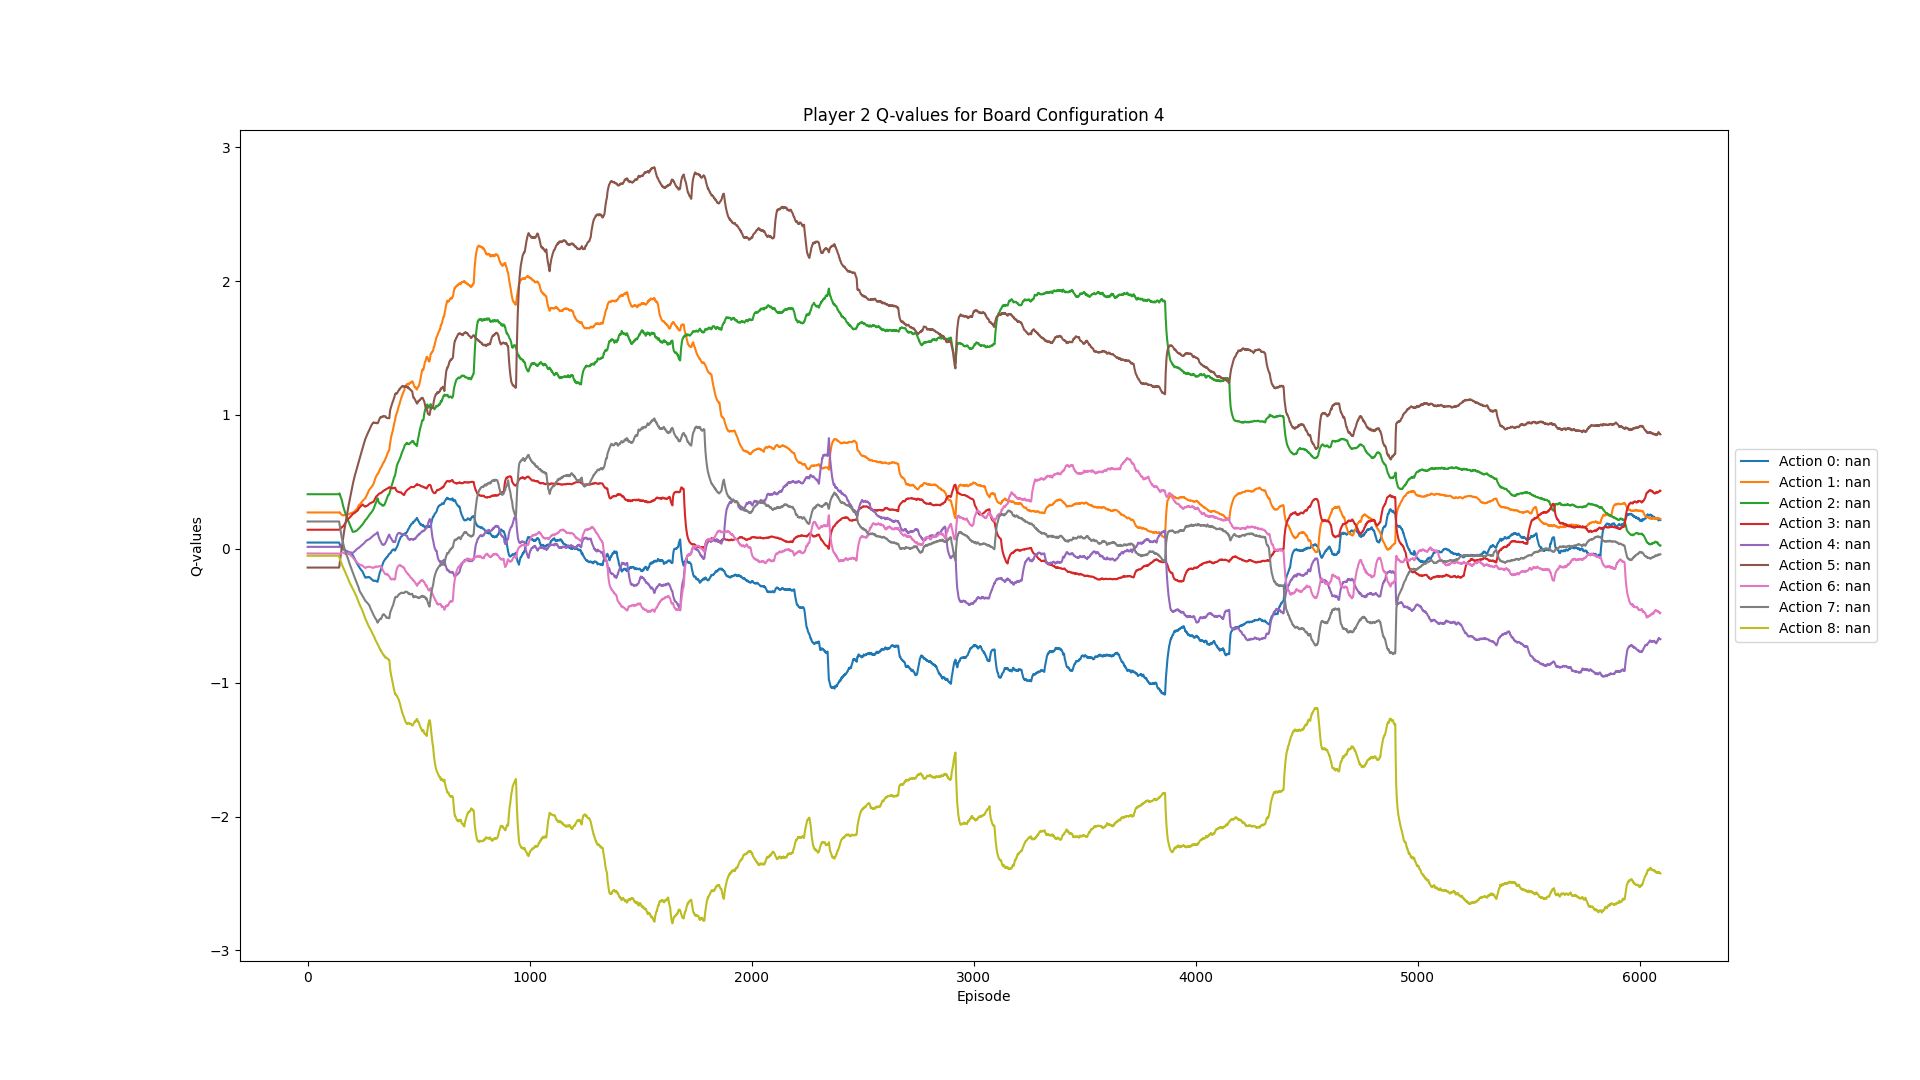 Player 2 Q-values for Board Configuration 4
3
2
1
0
−1
−2
−3
Q-values
0 1000 2000 3000 4000 5000 6000
Episode
Action 0: nan
Action 1: nan
Action 2: nan
Action 3: nan
Action 4: nan
Action 5: nan
Action 6: nan
Action 7: nan
Action 8: nan